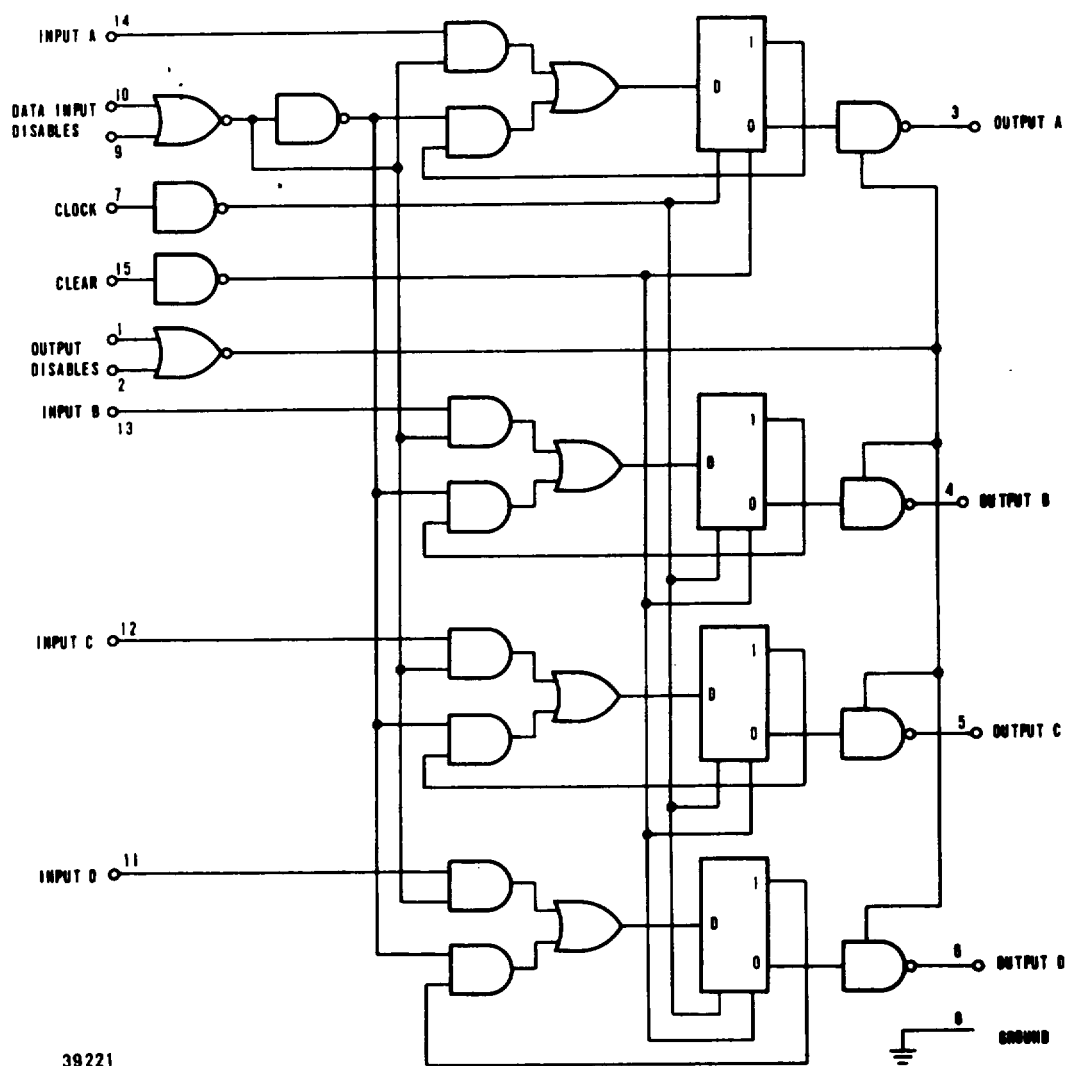 INPUT A 14
1
D
0
DATA INPUT DISABLES 10 9
3 OUTPUT A
CLOCK 7
CLEAR 15
OUTPUT DISABLES 1 2
INPUT B 13
1
D
0
4 OUTPUT B
INPUT C 12
1
D
0
5 OUTPUT C
INPUT D 11
1
D
0
6 OUTPUT D
8 GROUND
39221